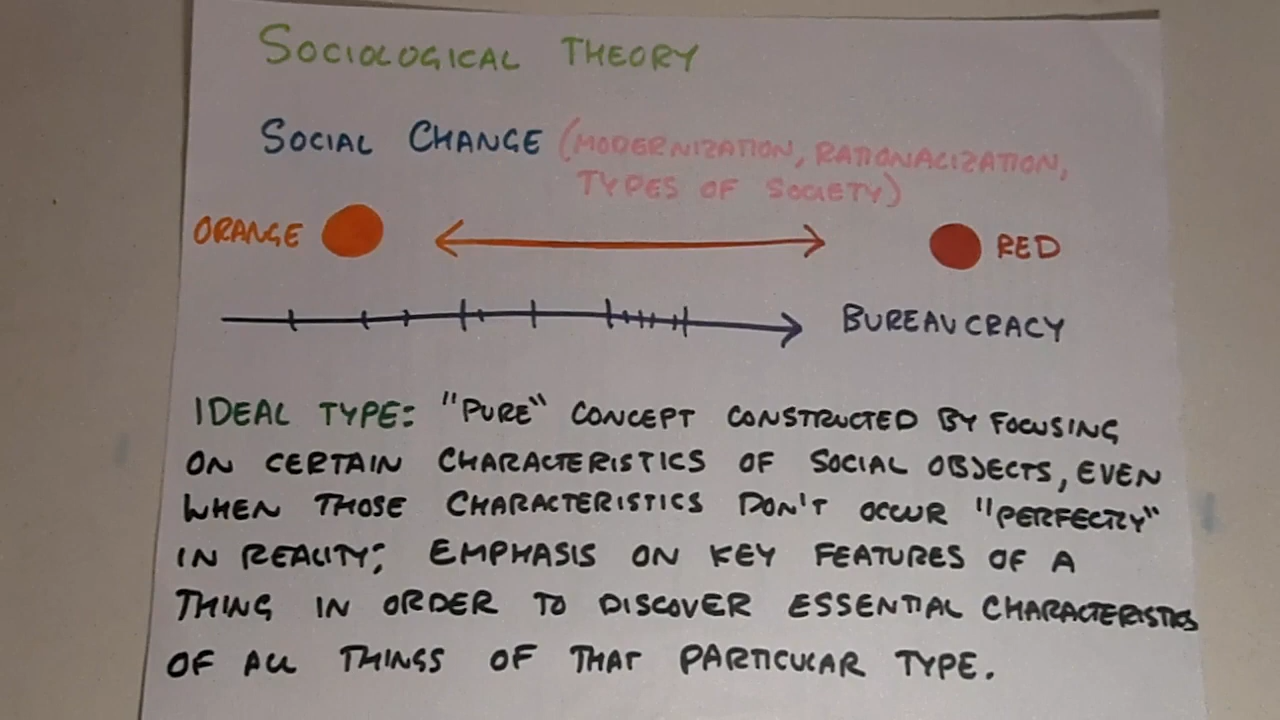 SOCIOLOGICAL THEORY
SOCIAL CHANGE (MODERNIZATION, RATIONALIZATION,
TYPES OF SOCIETY)
ORANGE RED
BUREAUCRACY
IDEAL TYPE: "PURE" CONCEPT CONSTRUCTED BY FOCUSING
ON CERTAIN CHARACTERISTICS OF SOCIAL OBJECTS, EVEN
WHEN THOSE CHARACTERISTICS DON'T OCCUR "PERFECTLY"
IN REALITY; EMPHASIS ON KEY FEATURES OF A
THING IN ORDER TO DISCOVER ESSENTIAL CHARACTERISTICS
OF ALL THINGS OF THAT PARTICULAR TYPE.